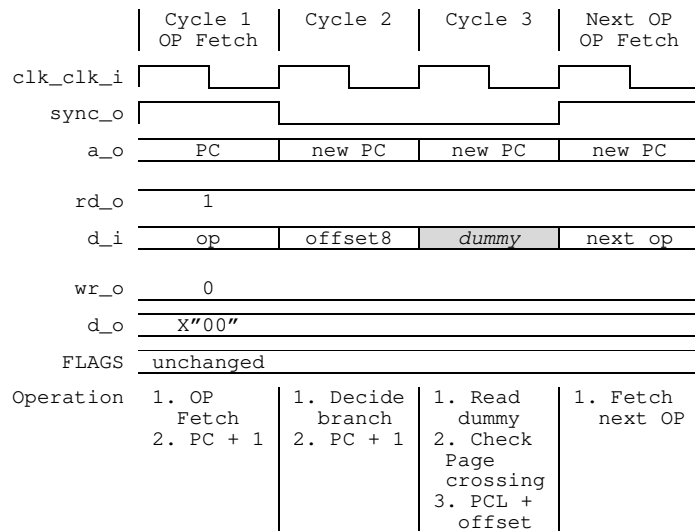 Cycle 1 Cycle 2 Cycle 3 Next OP
OP Fetch OP Fetch
clk_clk_i
sync_o
a_o PC new PC new PC new PC
rd_o 1
d_i op offset8 dummy next op
wr_o 0
d_o X"00"
FLAGS unchanged
Operation 1. OP 1. Decide 1. Read 1. Fetch
Fetch branch dummy next OP
2. PC + 1 2. PC + 1 2. Check
Page
crossing
3. PCL +
offset